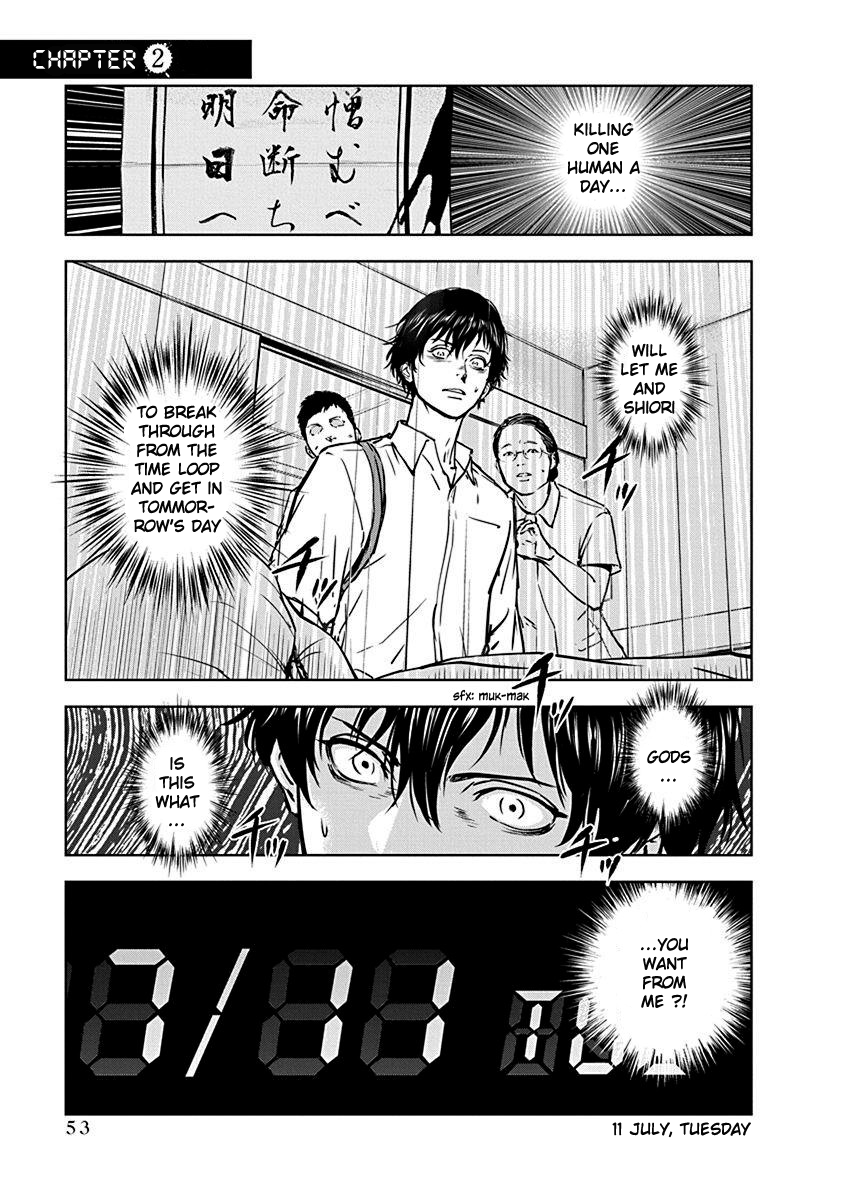 CHAPTER 2
KILLING
ONE
HUMAN A
DAY...
憎むべ
命断ち
明日へ
WILL
LET ME
AND
SHIORI
TO BREAK
THROUGH
FROM THE
TIME LOOP
AND GET IN
TOMMOR-
ROW'S DAY
チッ
チッ
チッ
sfx: muk-mak
GODS
...
IS
THIS
WHAT
...
チッ
チッ
...YOU
WANT
FROM
ME ?!
7/11 TU
53
11 JULY, TUESDAY